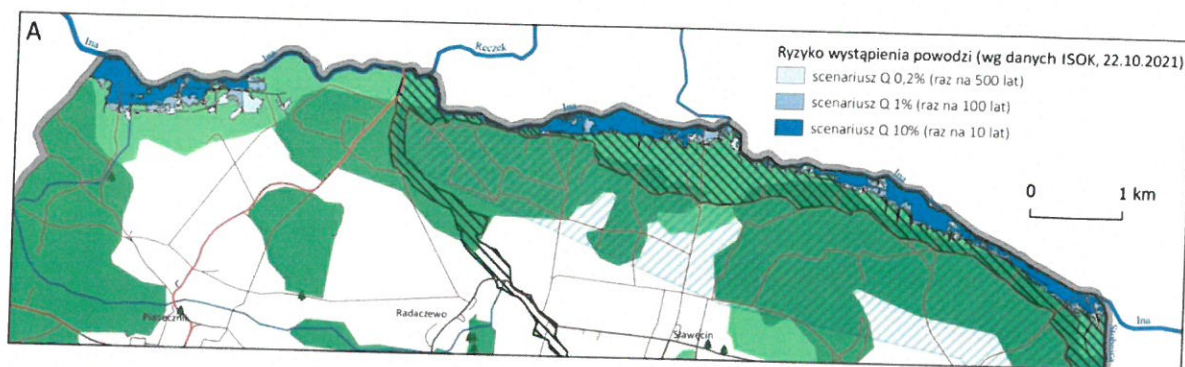 A
Ina
Ina
Reczek
Ina
Ryzyko wystąpienia powodzi (wg danych ISOK, 22.10.2021)
scenariusz Q 0,2% (raz na 500 lat)
scenariusz Q 1% (raz na 100 lat)
scenariusz Q 10% (raz na 10 lat)
0 1 km
Ina
Piasecznik
Radaczewo
Sławęcin
Ina